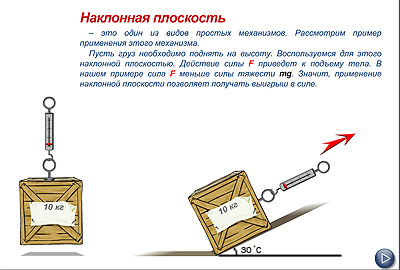 Наклонная плоскость
– это один из видов простых механизмов. Рассмотрим пример
применения этого механизма.
Пусть груз необходимо поднять на высоту. Воспользуемся для этого
наклонной плоскостью. Действие силы F приведет к подъему тела. В
нашем примере сила F меньше силы тяжести mg. Значит, применение
наклонной плоскости позволяет получать выигрыш в силе.
10 кг
10 кг
30˚С